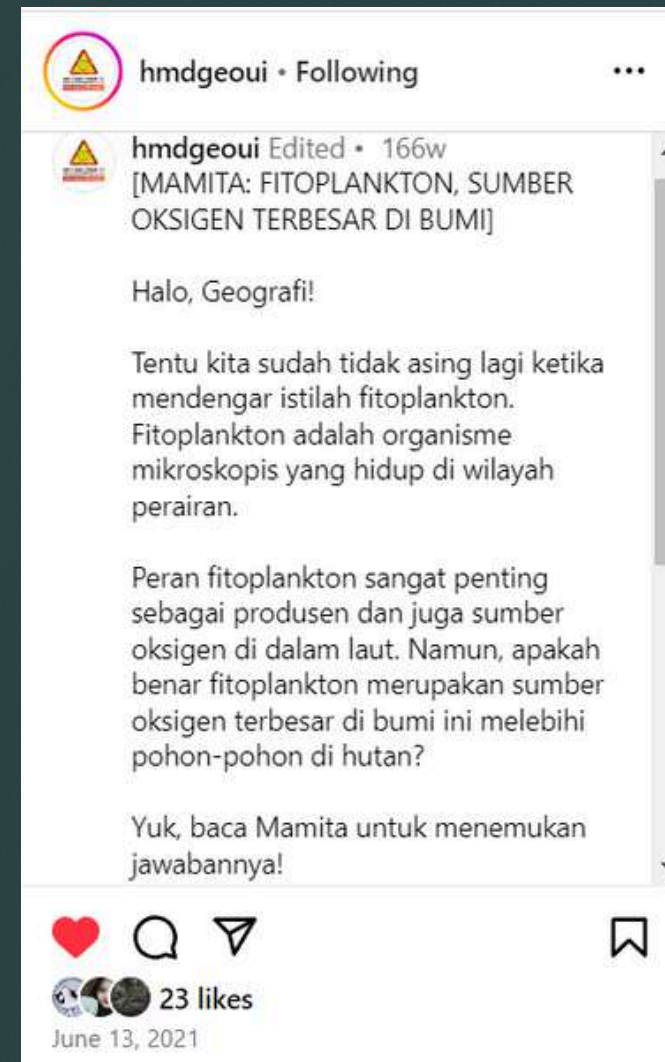 hmdgeoui • Following
hmdgeoui Edited • 166w
[MAMITA: FITOPLANKTON, SUMBER
OKSIGEN TERBESAR DI BUMI]
Halo, Geografi!
Tentu kita sudah tidak asing lagi ketika
mendengar istilah fitoplankton.
Fitoplankton adalah organisme
mikroskopis yang hidup di wilayah
perairan.
Peran fitoplankton sangat penting
sebagai produsen dan juga sumber
oksigen di dalam laut. Namun, apakah
benar fitoplankton merupakan sumber
oksigen terbesar di bumi ini melebihi
pohon-pohon di hutan?
Yuk, baca Mamita untuk menemukan
jawabannya!
23 likes
June 13, 2021